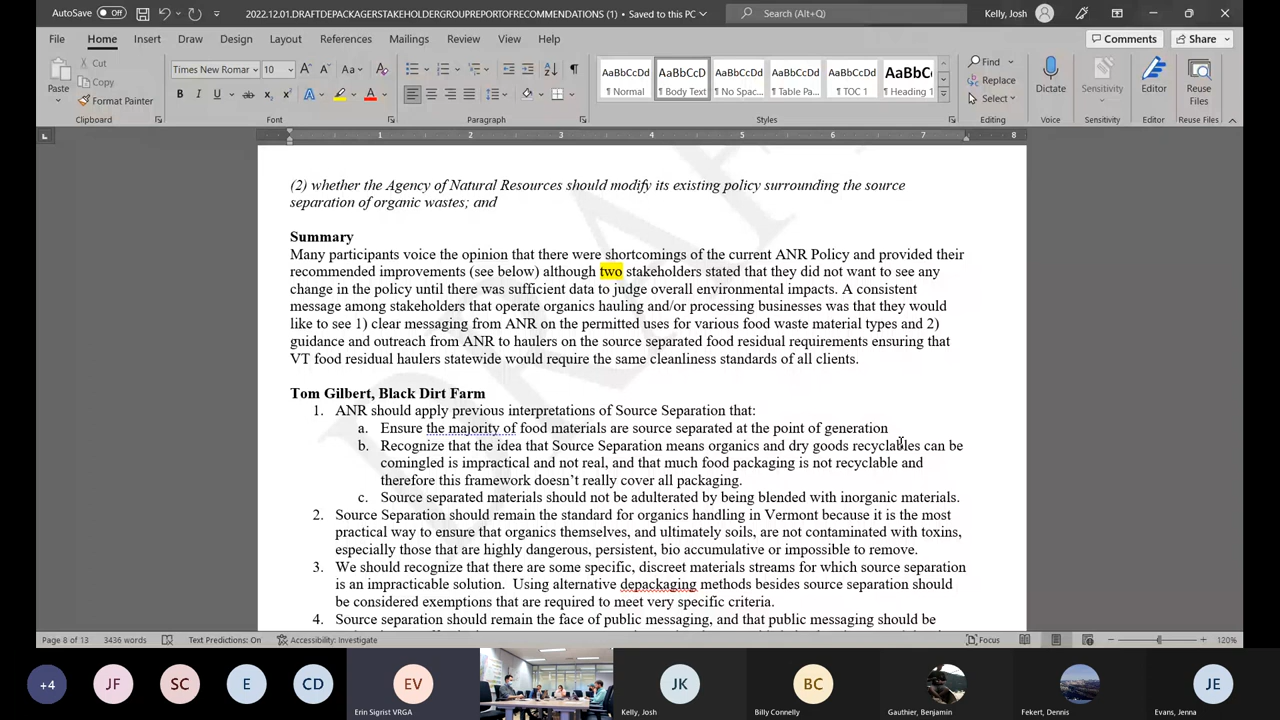 AutoSave Off 2022.12.01.DRAFTDEPACKAGERSTAKEHOLDERGROUPREPORTOFRECOMMENDATIONS (1) • Saved to this PC Search (Alt+Q) Kelly, Josh
File Home Insert Draw Design Layout References Mailings Review View Help Comments Share
Paste Cut Copy Format Painter Clipboard
Times New Roman 10 Font
Paragraph
AaBbCcDd AaBbCcD AaBbCcDd AaBbCcDd AaBbCcDd AaBbC
¶ Normal ¶ Body Text ¶ No Spac... ¶ Table Pa... ¶ TOC 1 ¶ Heading 1
Styles
Find Replace Select Editing
Dictate Voice
Sensitivity Sensitivity
Editor Editor
Reuse Files Reuse Files
1 2 3 4 5 6 7 8
DRAFT
(2) whether the Agency of Natural Resources should modify its existing policy surrounding the source
separation of organic wastes; and
Summary
Many participants voice the opinion that there were shortcomings of the current ANR Policy and provided their
recommended improvements (see below) although two stakeholders stated that they did not want to see any
change in the policy until there was sufficient data to judge overall environmental impacts. A consistent
message among stakeholders that operate organics hauling and/or processing businesses was that they would
like to see 1) clear messaging from ANR on the permitted uses for various food waste material types and 2)
guidance and outreach from ANR to haulers on the source separated food residual requirements ensuring that
VT food residual haulers statewide would require the same cleanliness standards of all clients.
Tom Gilbert, Black Dirt Farm
1. ANR should apply previous interpretations of Source Separation that:
a. Ensure the majority of food materials are source separated at the point of generation
b. Recognize that the idea that Source Separation means organics and dry goods recyclables can be
comingled is impractical and not real, and that much food packaging is not recyclable and
therefore this framework doesn’t really cover all packaging.
c. Source separated materials should not be adulterated by being blended with inorganic materials.
2. Source Separation should remain the standard for organics handling in Vermont because it is the most
practical way to ensure that organics themselves, and ultimately soils, are not contaminated with toxins,
especially those that are highly dangerous, persistent, bio accumulative or impossible to remove.
3. We should recognize that there are some specific, discreet materials streams for which source separation
is an impracticable solution. Using alternative depackaging methods besides source separation should
be considered exemptions that are required to meet very specific criteria.
4. Source separation should remain the face of public messaging, and that public messaging should be
Page 8 of 13 3436 words Text Predictions: On Accessibility: Investigate Focus 120%
+4 JF SC E CD EV JK BC JE
Erin Sigrist VRGA Kelly, Josh Billy Connelly Gauthier, Benjamin Fekert, Dennis Evans, Jenna